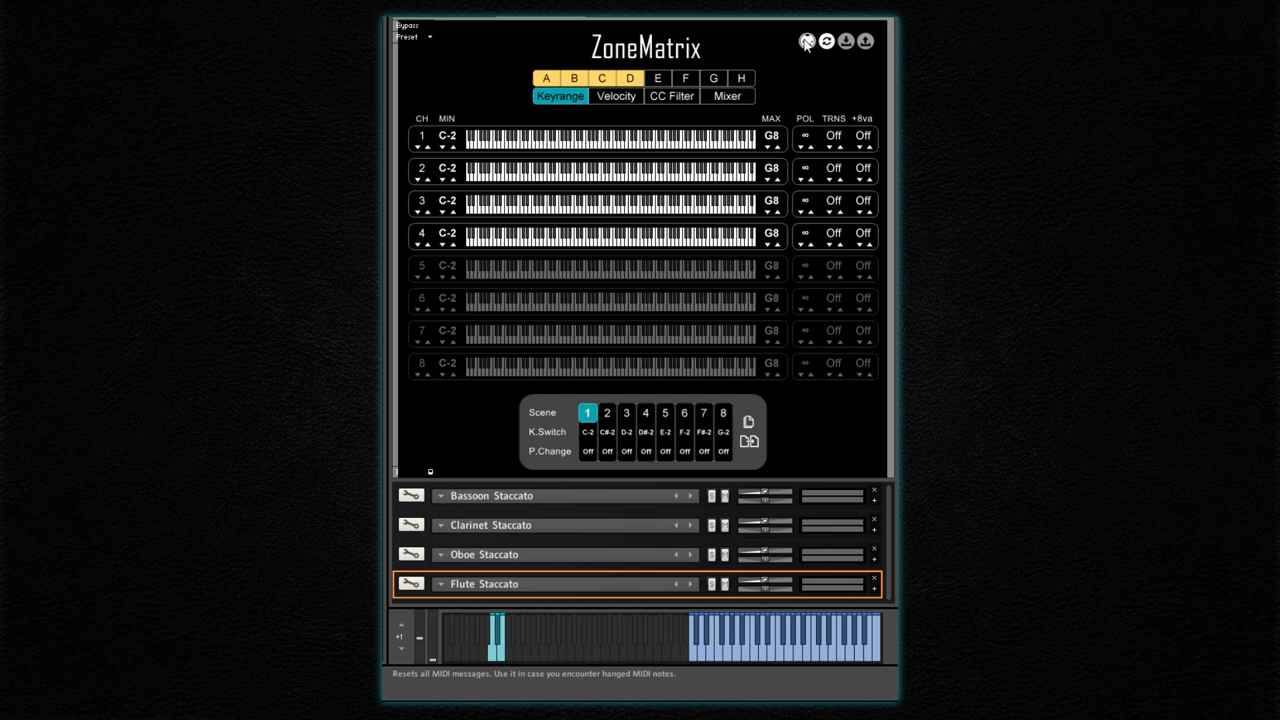 Bypass
Preset
ZoneMatrix
A B C D E F G H
Keyrange Velocity CC Filter Mixer
CH MIN MAX POL TRNS +8va
1 C-2 G8 ∞ Off Off
2 C-2 G8 ∞ Off Off
3 C-2 G8 ∞ Off Off
4 C-2 G8 ∞ Off Off
5 C-2 G8 ∞ Off Off
6 C-2 G8 ∞ Off Off
7 C-2 G8 ∞ Off Off
8 C-2 G8 ∞ Off Off
Scene 1 2 3 4 5 6 7 8
K.Switch C-2 C#-2 D-2 D#-2 E-2 F-2 F#-2 G-2
P.Change Off Off Off Off Off Off Off Off
Bassoon Staccato S M
Clarinet Staccato S M
Oboe Staccato S M
Flute Staccato S M
+1
Resets all MIDI messages. Use it in case you encounter hanged MIDI notes.